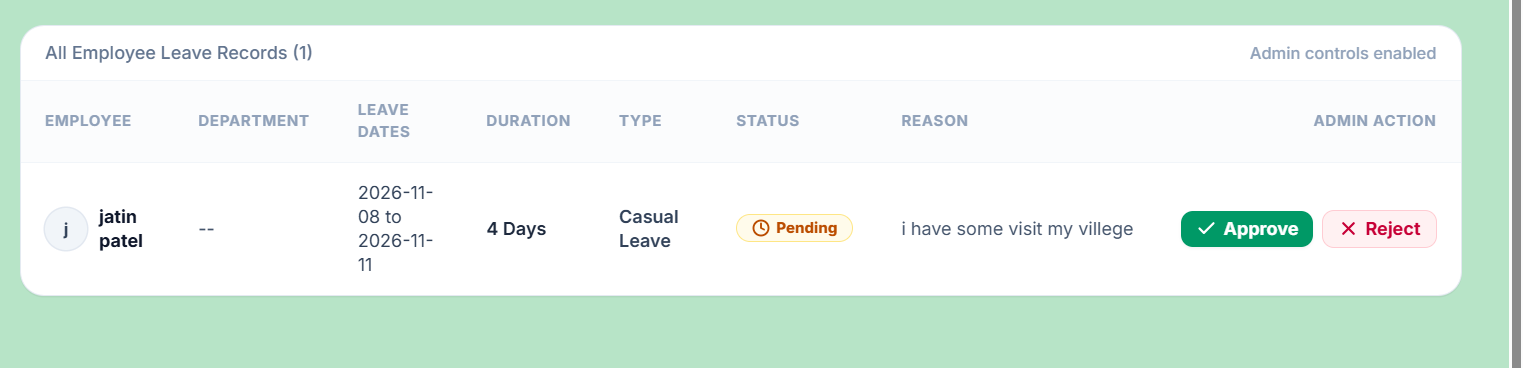 All Employee Leave Records (1)
Admin controls enabled
EMPLOYEE
DEPARTMENT
LEAVE
DATES
DURATION
TYPE
STATUS
REASON
ADMIN ACTION
j
jatin
patel
--
2026-11-
08 to
2026-11-
11
4 Days
Casual
Leave
Pending
i have some visit my villege
Approve
Reject